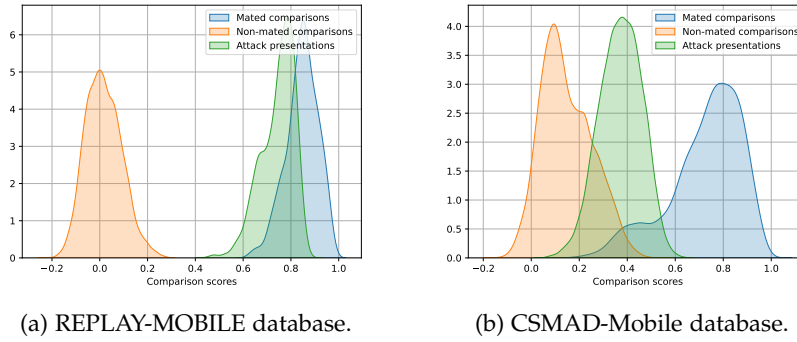 Mated comparisons
Non-mated comparisons
Attack presentations
6
5
4
3
2
1
0
−0.2 0.0 0.2 0.4 0.6 0.8 1.0
Comparison scores
(a) REPLAY-MOBILE database.
Mated comparisons
Non-mated comparisons
Attack presentations
4.0
3.5
3.0
2.5
2.0
1.5
1.0
0.5
0.0
−0.2 0.0 0.2 0.4 0.6 0.8 1.0
Comparison scores
(b) CSMAD-Mobile database.